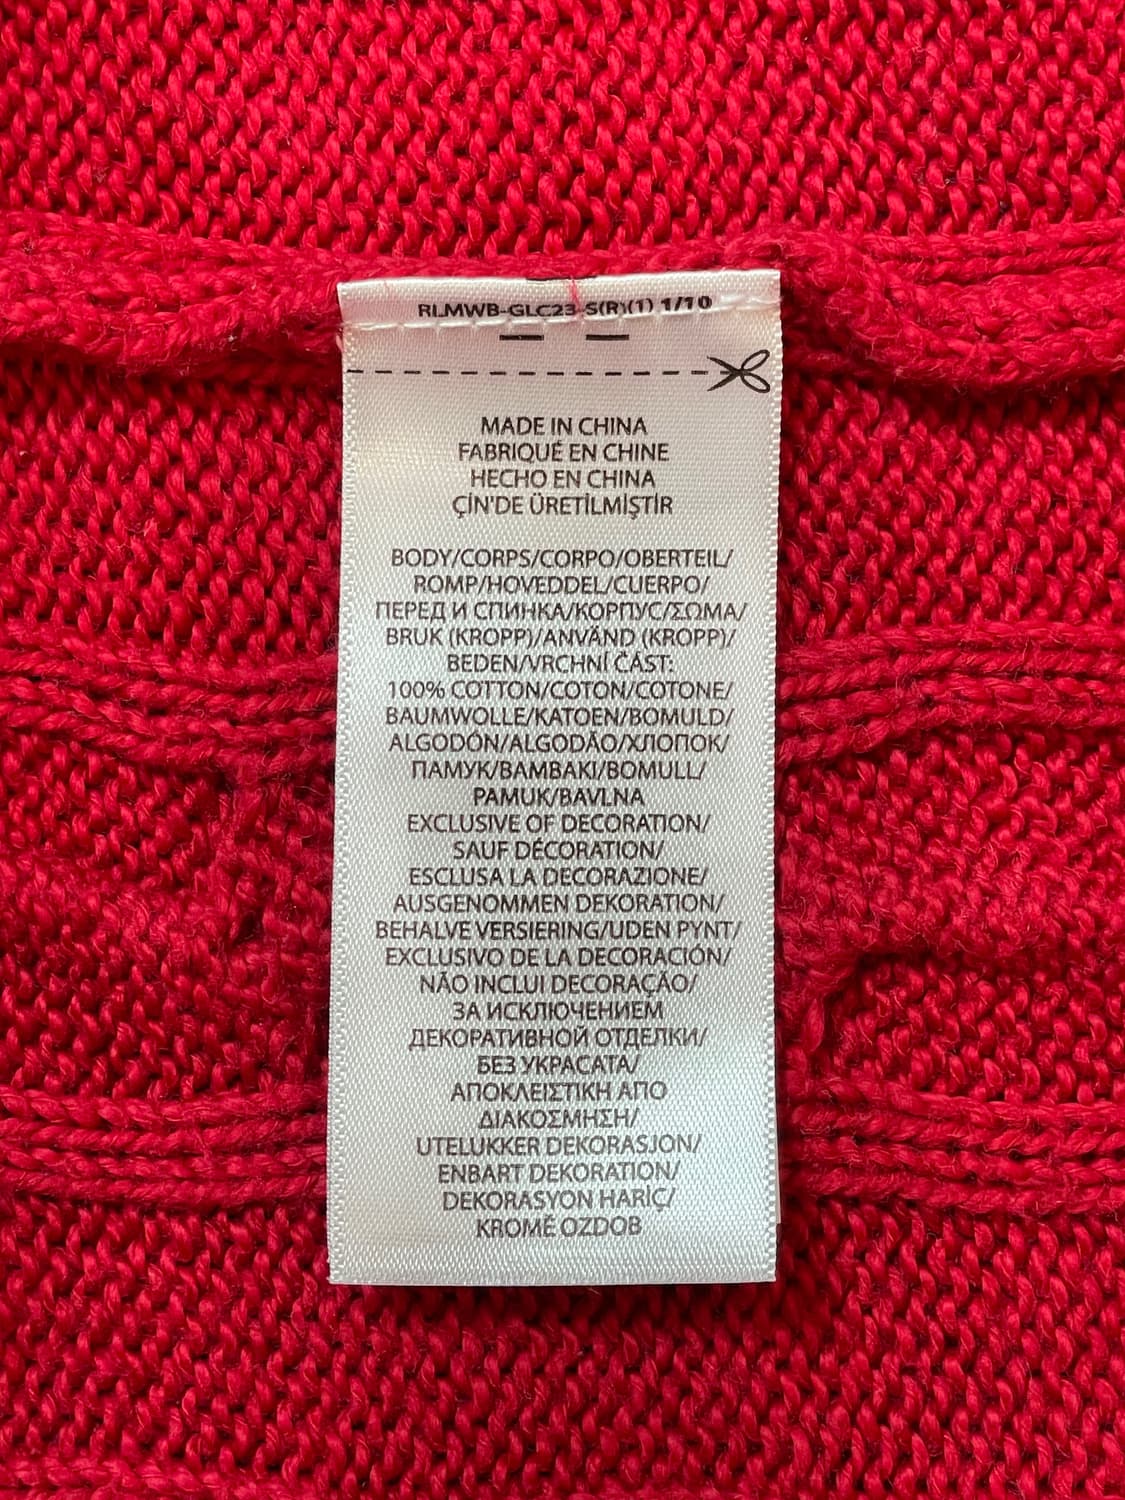 RLMWB-GLC23-S(R)(1) 1/10
MADE IN CHINA
FABRIQUÉ EN CHINE
HECHO EN CHINA
ÇİN'DE ÜRETİLMİŞTİR
BODY/CORPS/CORPO/OBERTEIL/
ROMP/HOVEDDEL/CUERPO/
ПЕРЕД И СПИНКА/КОРПУС/ΣΩΜΑ/
BRUK (KROPP)/ANVÄND (KROPP)/
BEDEN/VRCHNÍ ČÁST:
100% COTTON/COTON/COTONE/
BAUMWOLLE/KATOEN/BOMULD/
ALGODÓN/ALGODÃO/ХЛОПОК/
ПАМУК/BAMBAKI/BOMULL/
PAMUK/BAVLNA
EXCLUSIVE OF DECORATION/
SAUF DÉCORATION/
ESCLUSA LA DECORAZIONE/
AUSGENOMMEN DEKORATION/
BEHALVE VERSIERING/UDEN PYNT/
EXCLUSIVO DE LA DECORACIÓN/
NÃO INCLUI DECORAÇÃO/
ЗА ИСКЛЮЧЕНИЕМ
ДЕКОРАТИВНОЙ ОТДЕЛКИ/
БЕЗ УКРАСАТА/
ΑΠΟΚΛΕΙΣΤΙΚΗ ΑΠΟ
ΔΙΑΚΟΣΜΗΣΗ/
UTELUKKER DEKORASJON/
ENBART DEKORATION/
DEKORASYON HARİÇ/
KROMÉ OZDOB